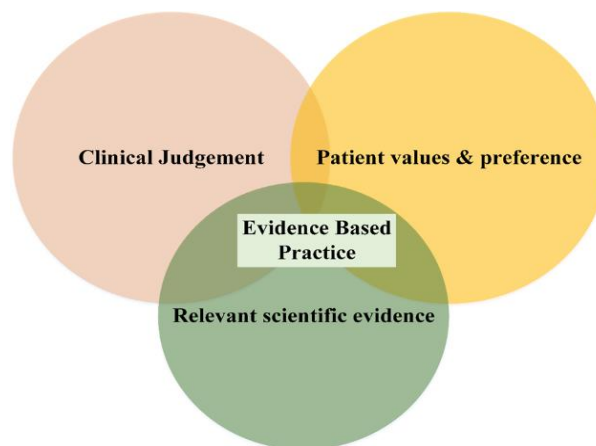 Clinical Judgement
Patient values & preference
Evidence Based
Practice
Relevant scientific evidence